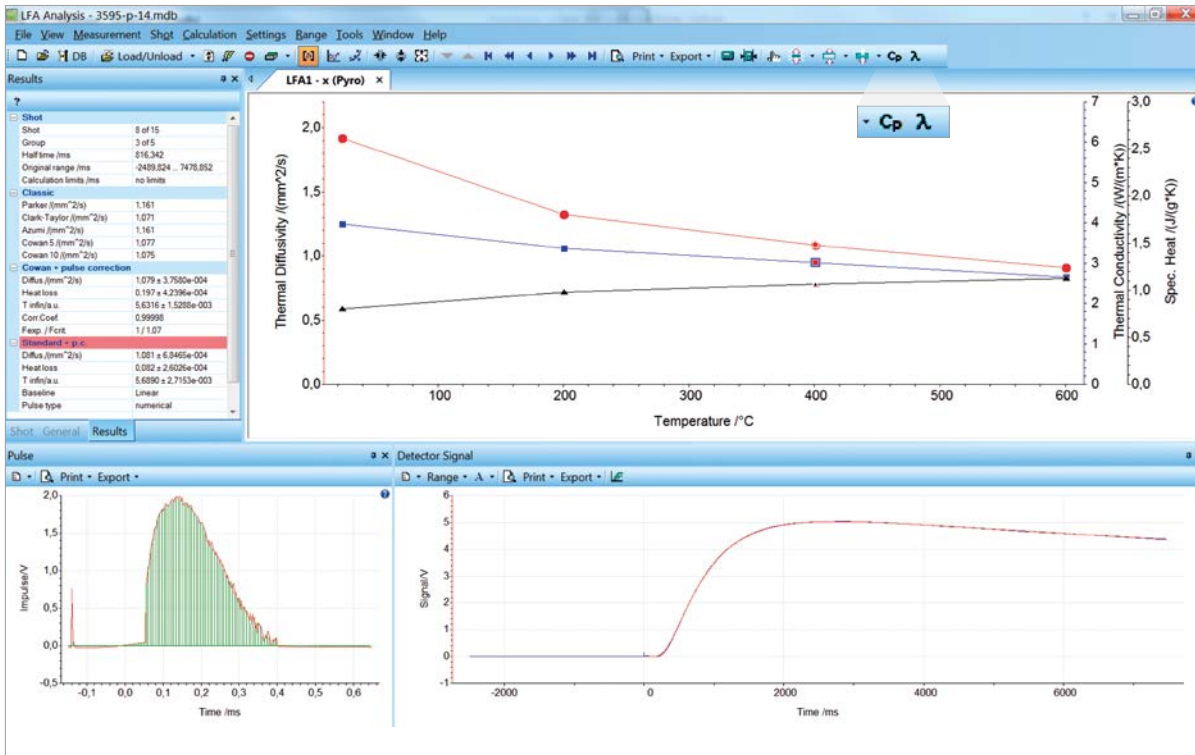 LFA Analysis - 3595-p-14.mdb
File View Measurement Shot Calculation Settings Range Tools Window Help
DB Load/Unload Print Export Cp λ
Results
LFA1 - x (Pyro)
?
Shot
Shot 8 of 15
Group 3 of 5
Half time /ms 816,342
Original range /ms -2489,824 ... 7478,852
Calculation limits /ms no limits
Classic
Parker /(mm^2/s) 1,161
Clark-Taylor /(mm^2/s) 1,071
Azumi /(mm^2/s) 1,161
Cowan 5 /(mm^2/s) 1,077
Cowan 10 /(mm^2/s) 1,075
Cowan + pulse correction
Diffus./(mm^2/s) 1,079 ± 3,7580e-004
Heat loss 0,197 ± 4,2396e-004
T infin/a.u. 5,6316 ± 1,5288e-003
Corr.Coef. 0,99998
Fexp. / Fcrit. 1 / 1,07
Standard + p.c.
Diffus./(mm^2/s) 1,081 ± 6,8465e-004
Heat loss 0,082 ± 2,6026e-004
T infin/a.u 5,6890 ± 2,7153e-003
Baseline Linear
Pulse type numerical
Shot General Results
Cp λ
Thermal Diffusivity /(mm^2/s)
2,0
1,5
1,0
0,5
0,0
100 200 300 400 500 600
Temperature /°C
7
6
5
4
3
2
1
0
Thermal Conductivity /(W/(m*K)
3,0
2,5
2,0
1,5
1,0
0,5
0,0
Spec. Heat /(J/(g*K)
Pulse
Print Export
Impulse/V
2,0
1,5
1,0
0,5
0,0
-0,5
-0,1 0,0 0,1 0,2 0,3 0,4 0,5 0,6
Time /ms
Detector Signal
Range A Print Export
Signal/V
6
5
4
3
2
1
0
-1
-2000 0 2000 4000 6000
Time /ms